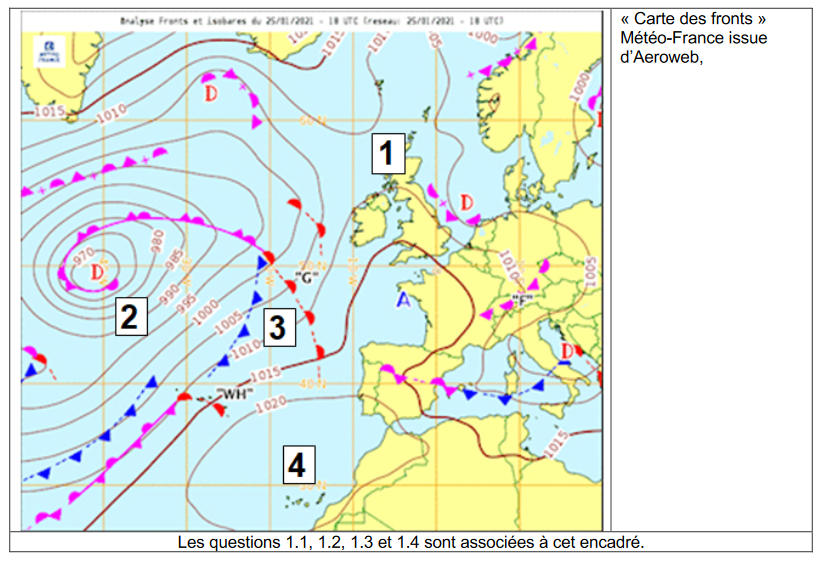 Analyse Fronts et isobares du 25/01/2021 - 18 UTC (reseau: 25/01/2021 - 18 UTC)
« Carte des fronts »
Météo-France issue
d'Aeroweb,
METEO
FRANCE
1015
1010
1015
1000
1000
D
D
1
970
980
985
990
995
1000
1005
1010
1015
1020
D
2
3
"G"
A
D
1010
1005
"F"
D
40°N
"WH"
4
1015
Les questions 1.1, 1.2, 1.3 et 1.4 sont associées à cet encadré.